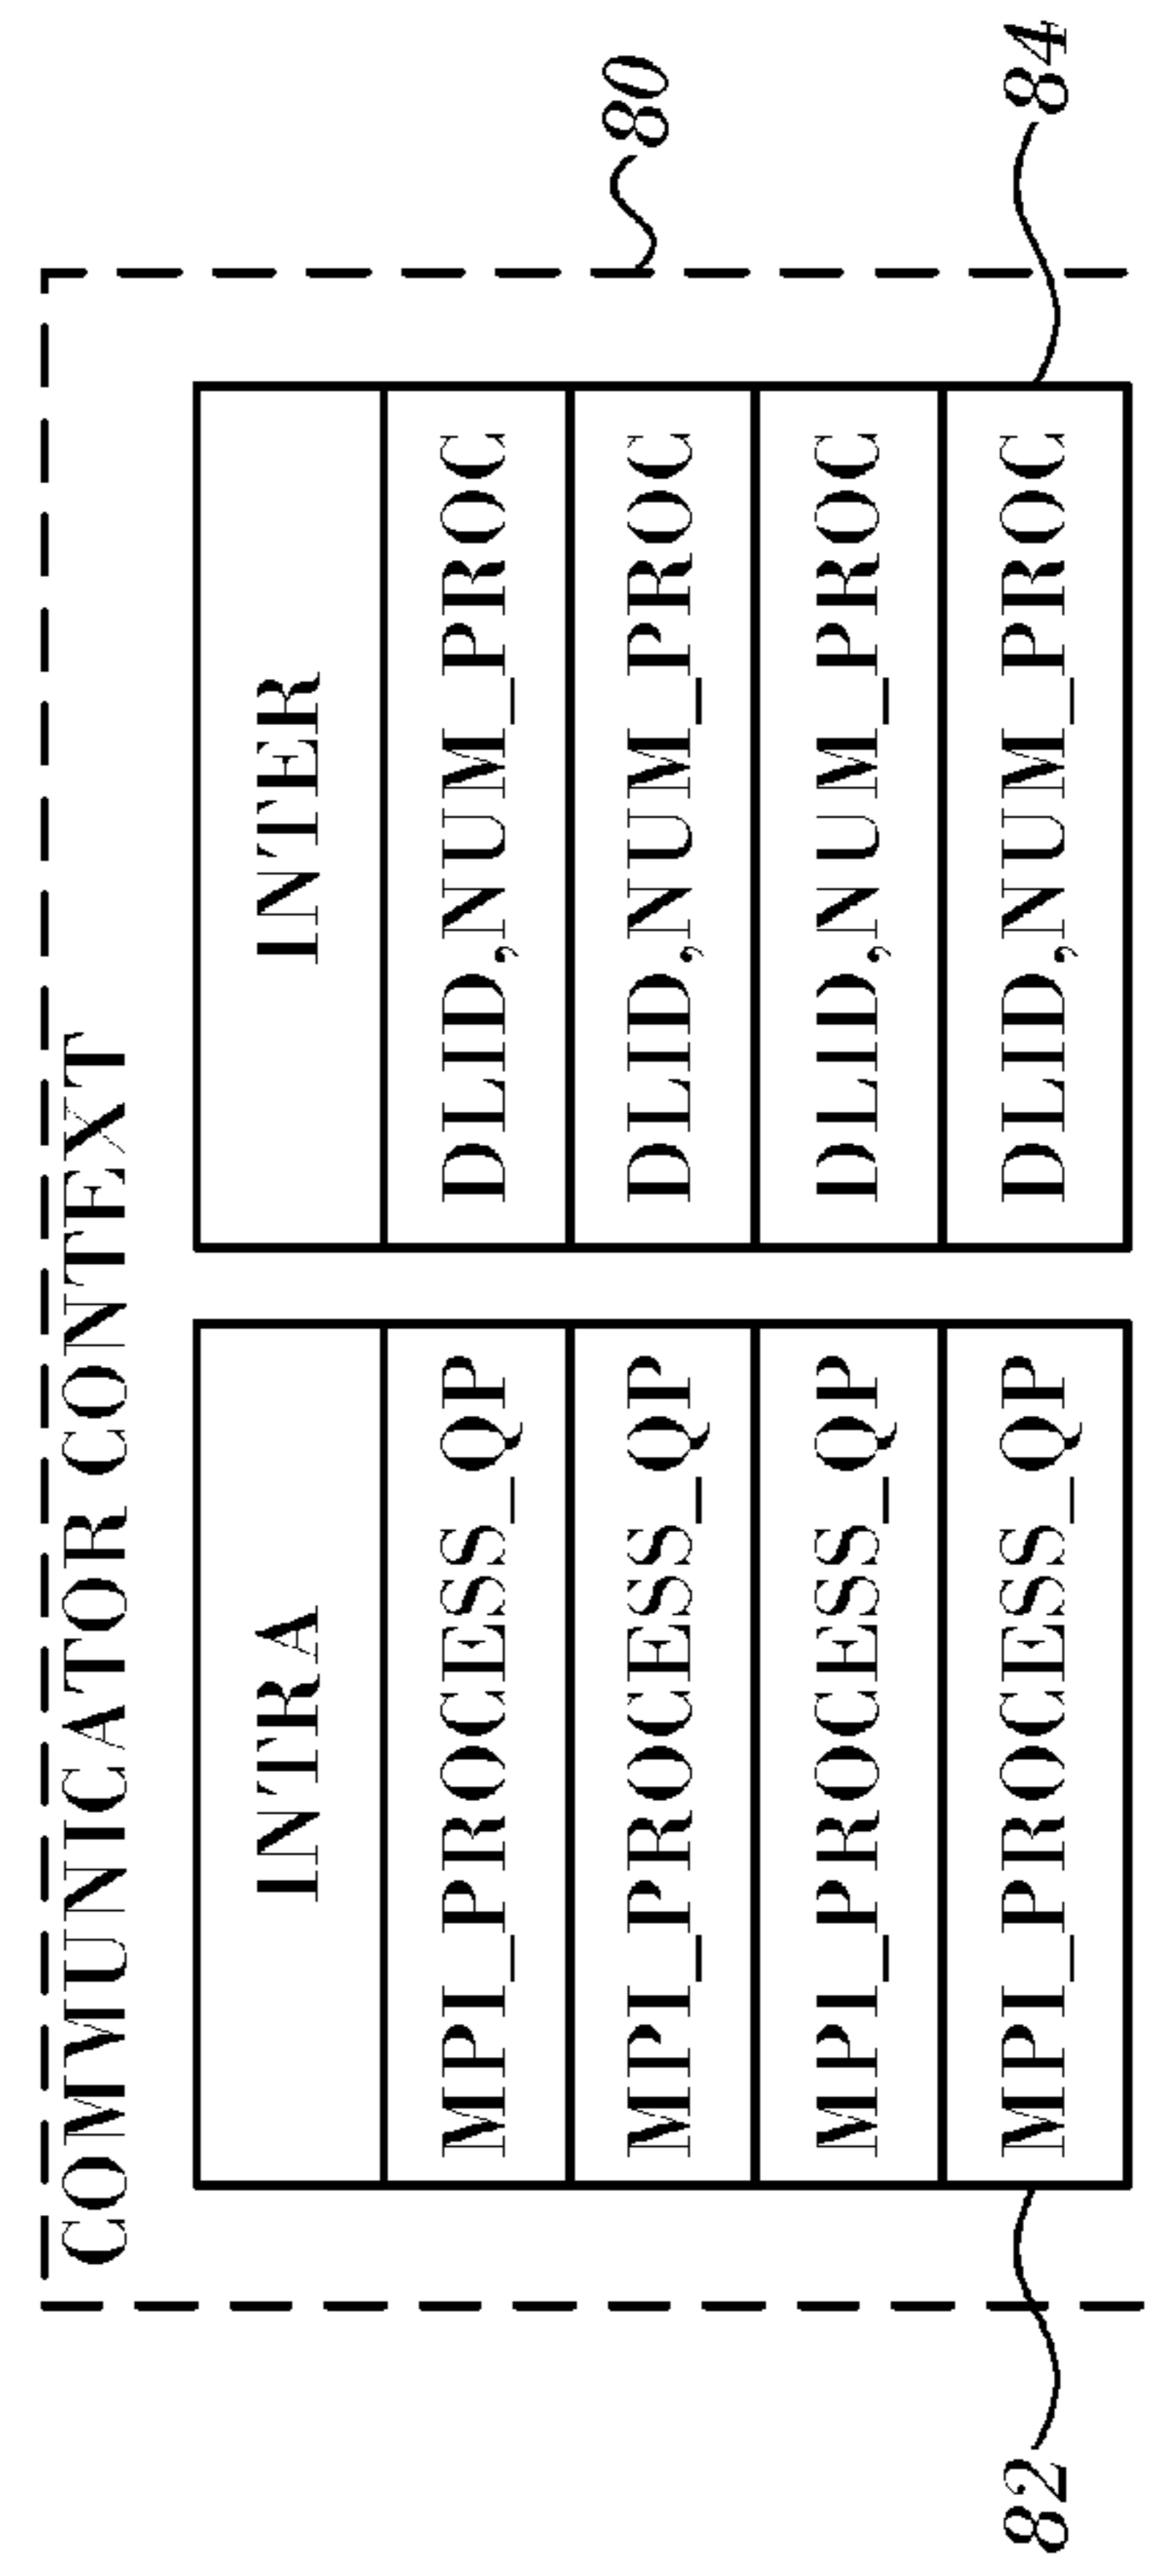 COMMUNICATOR CONTEXT
80
INTRA
INTER
MPI_PROCESS_QP
DLID,NUM_PROC
MPI_PROCESS_QP
DLID,NUM_PROC
MPI_PROCESS_QP
DLID,NUM_PROC
82
MPI_PROCESS_QP
DLID,NUM_PROC
84